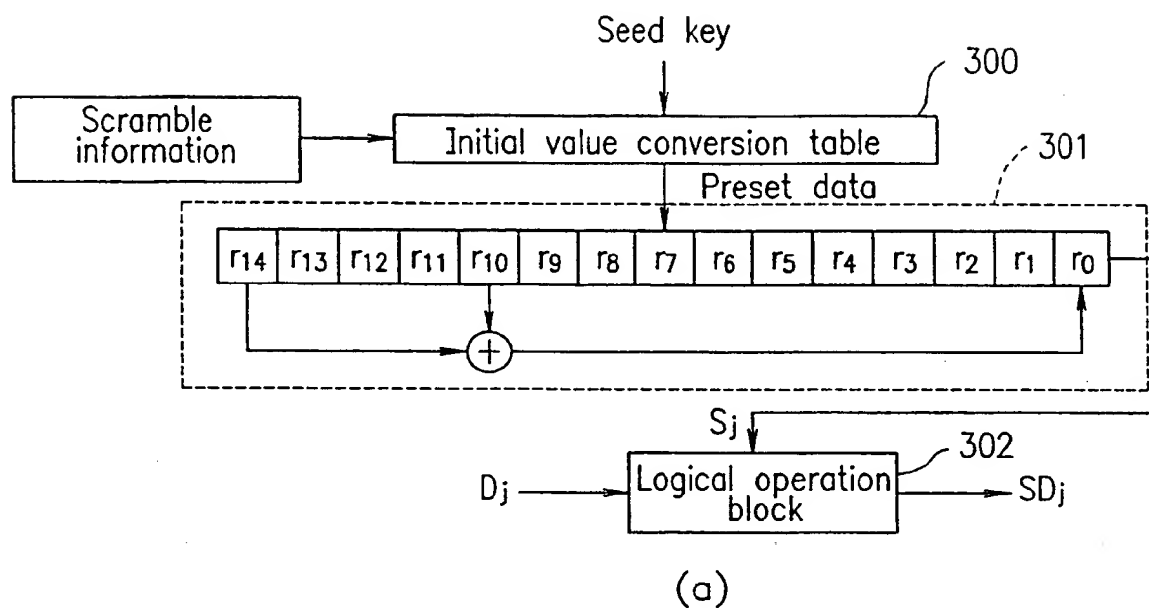 Seed key
300
Scramble
information
Initial value conversion table
301
Preset data
r14 r13 r12 r11 r10 r9 r8 r7 r6 r5 r4 r3 r2 r1 r0
+
Sj
302
Dj
Logical operation
block
SDj
(a)